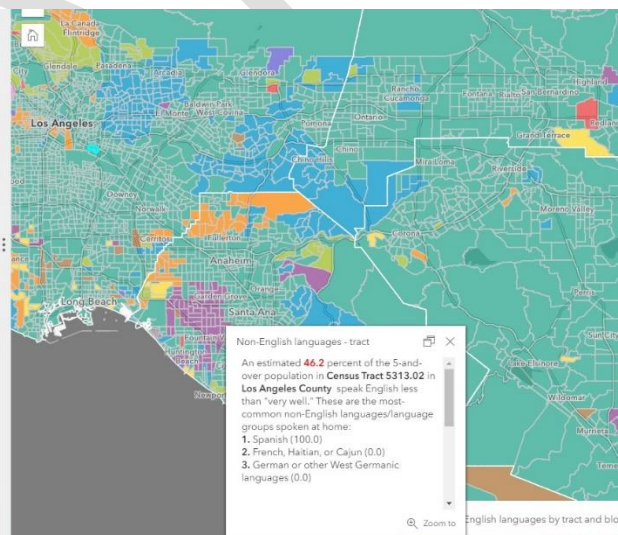 La Canada
Flintridge
Glendale
Pasadena
Arcadia
Glendora
City
Los Angeles
El Monte
Baldwin Park
West Covina
Pomona
Rancho
Cucamonga
Ontario
Fontana
Rialto
San Bernardino
Highland
Redlan
Grand Terrace
Chino
Chino Hills
Mira Loma
Riverside
Moreno Valley
Downey
Norwalk
Cerritos
Fullerton
Anaheim
Corona
Orange
Perris
Long Beach
Garden Grove
Santa Ana
Fountain V
Huntington
Beach
Newpor
Sun City
Lake Elsinore
Wildomar
Murrieta
Teme
Non-English languages - tract
An estimated 46.2 percent of the 5-and-
over population in Census Tract 5313.02 in
Los Angeles County speak English less
than "very well." These are the most-
common non-English languages/language
groups spoken at home:
1. Spanish (100.0)
2. French, Haitian, or Cajun (0.0)
3. German or other West Germanic
languages (0.0)
Zoom to
English languages by tract and blo